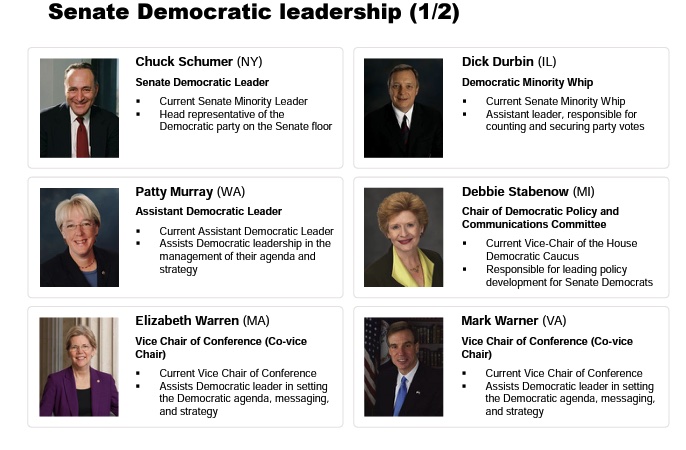 Senate Democratic leadership (1/2)
Chuck Schumer (NY)
Senate Democratic Leader
▪ Current Senate Minority Leader
▪ Head representative of the
Democratic party on the Senate floor
Dick Durbin (IL)
Democratic Minority Whip
▪ Current Senate Minority Whip
▪ Assistant leader, responsible for
counting and securing party votes
Patty Murray (WA)
Assistant Democratic Leader
▪ Current Assistant Democratic Leader
▪ Assists Democratic leadership in the
management of their agenda and
strategy
Debbie Stabenow (MI)
Chair of Democratic Policy and
Communications Committee
▪ Current Vice-Chair of the House
Democratic Caucus
▪ Responsible for leading policy
development for Senate Democrats
Elizabeth Warren (MA)
Vice Chair of Conference (Co-vice
Chair)
▪ Current Vice Chair of Conference
▪ Assists Democratic leader in setting
the Democratic agenda, messaging,
and strategy
Mark Warner (VA)
Vice Chair of Conference (Co-vice
Chair)
▪ Current Vice Chair of Conference
▪ Assists Democratic leader in setting
the Democratic agenda, messaging,
and strategy